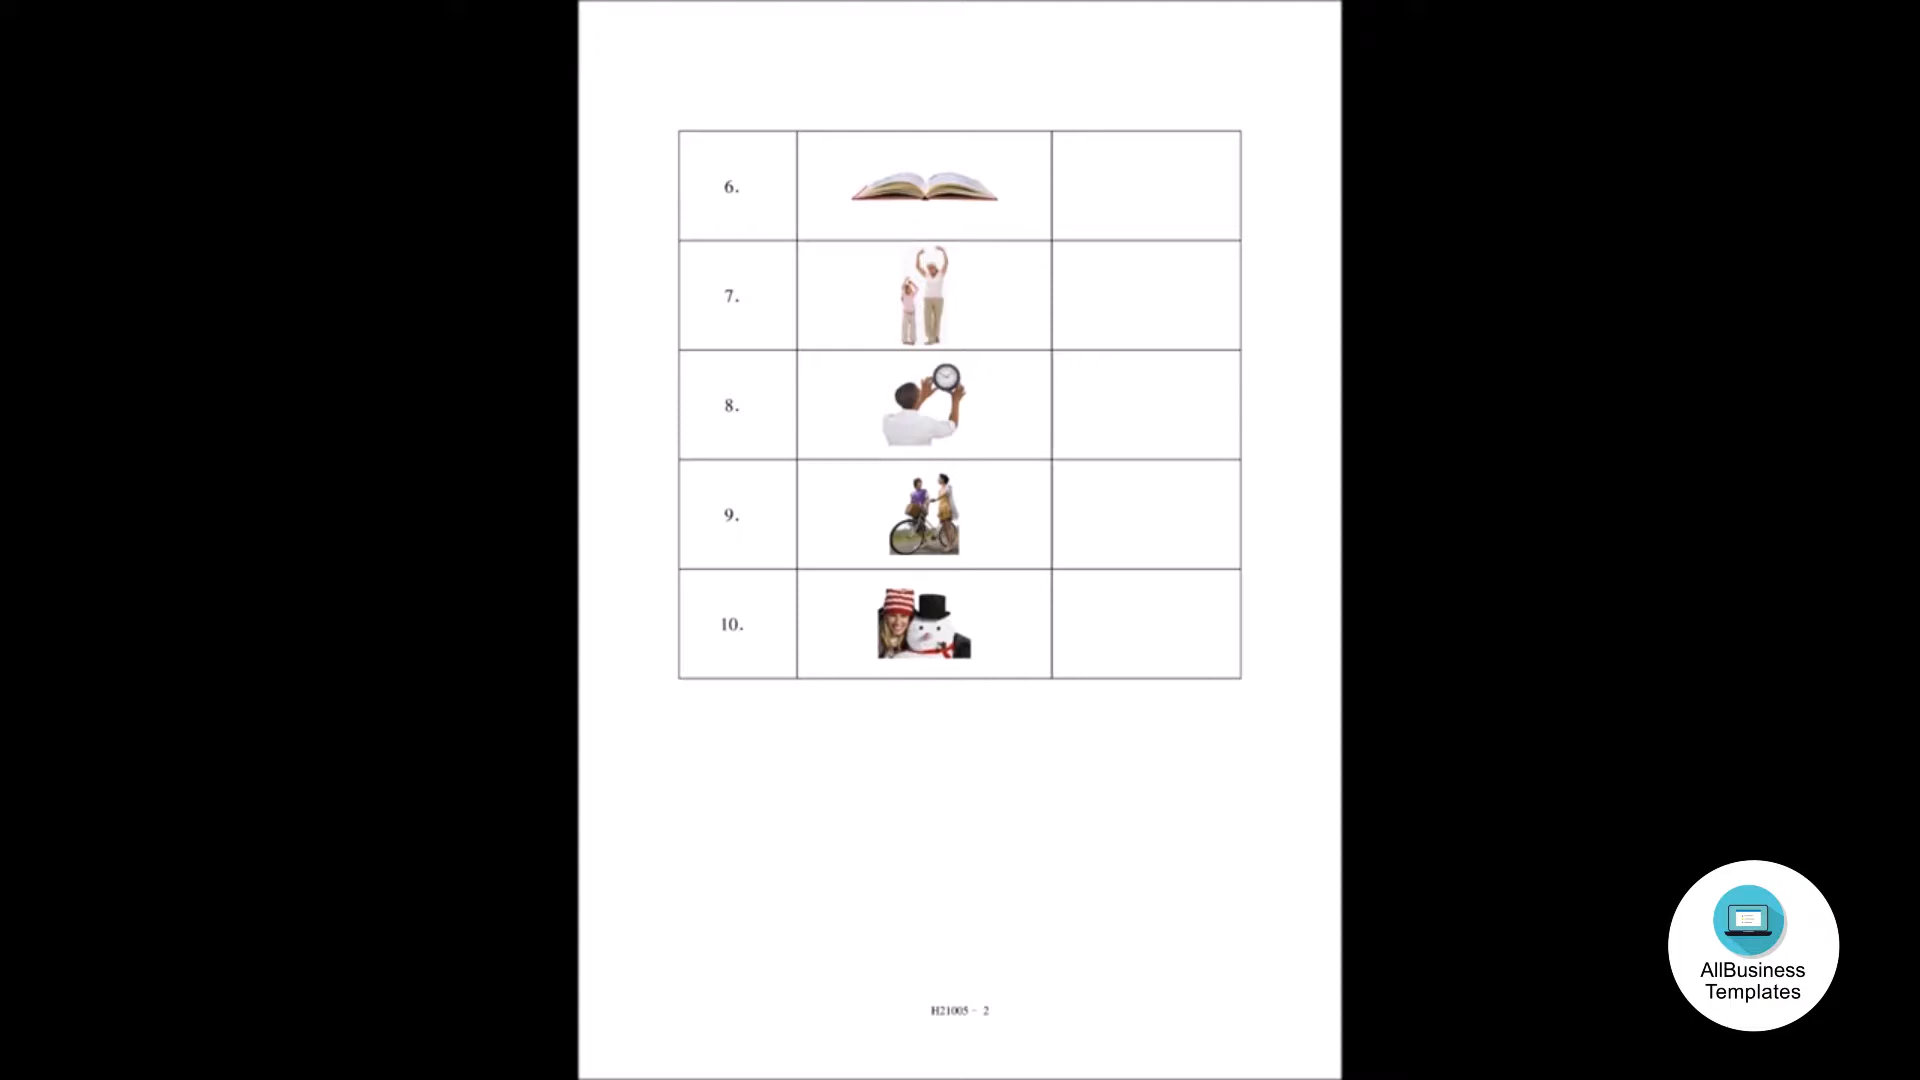 6.
7.
8.
9.
10.
H21005 - 2
AllBusiness
Templates